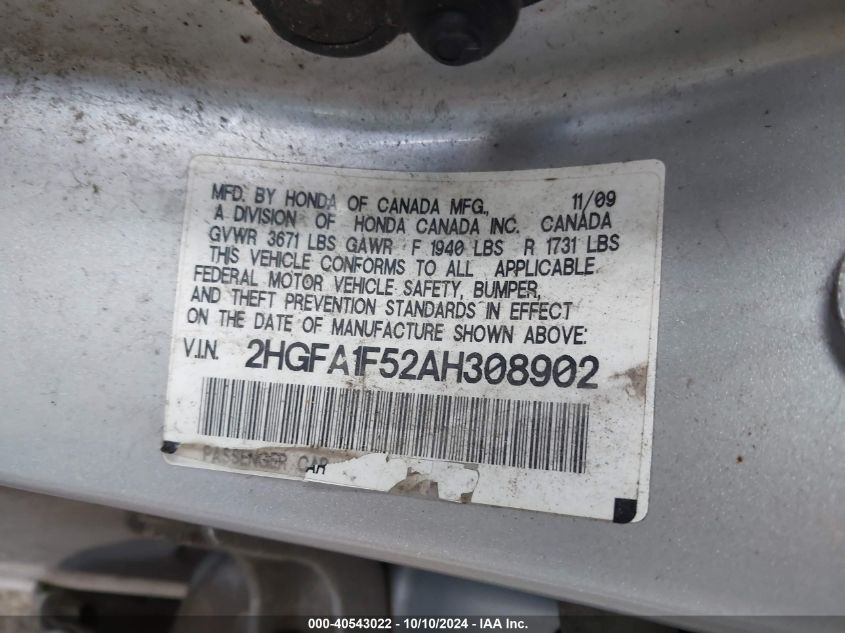 MFD. BY HONDA OF CANADA MFG., 11/09
A DIVISION OF HONDA CANADA INC. CANADA
GVWR 3671 LBS GAWR F 1940 LBS R 1731 LBS
THIS VEHICLE CONFORMS TO ALL APPLICABLE
FEDERAL MOTOR VEHICLE SAFETY, BUMPER,
AND THEFT PREVENTION STANDARDS IN EFFECT
ON THE DATE OF MANUFACTURE SHOWN ABOVE:
V.I.N. 2HGFA1F52AH308902
PASSENGER CAR
000-40543022 - 10/10/2024 - IAA Inc.